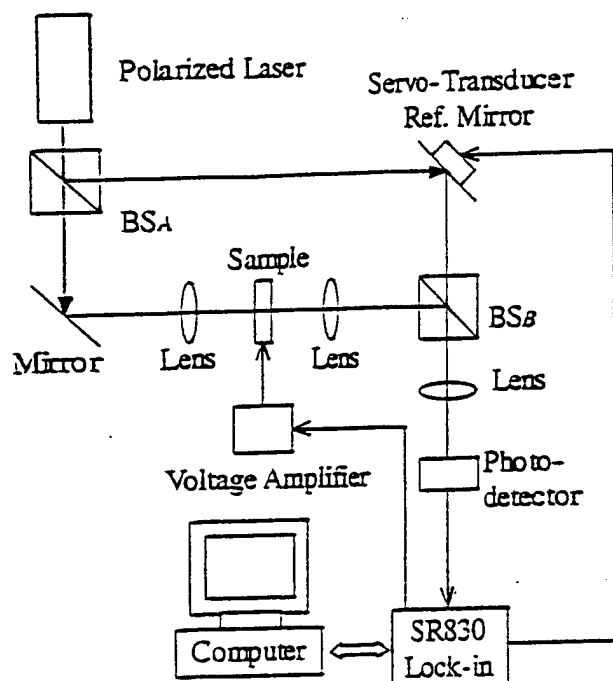 Polarized Laser
Servo-Transducer
Ref. Mirror
BSA
Sample
BSB
Mirror
Lens
Lens
Lens
Voltage Amplifier
Photo-
detector
Computer
SR830
Lock-in